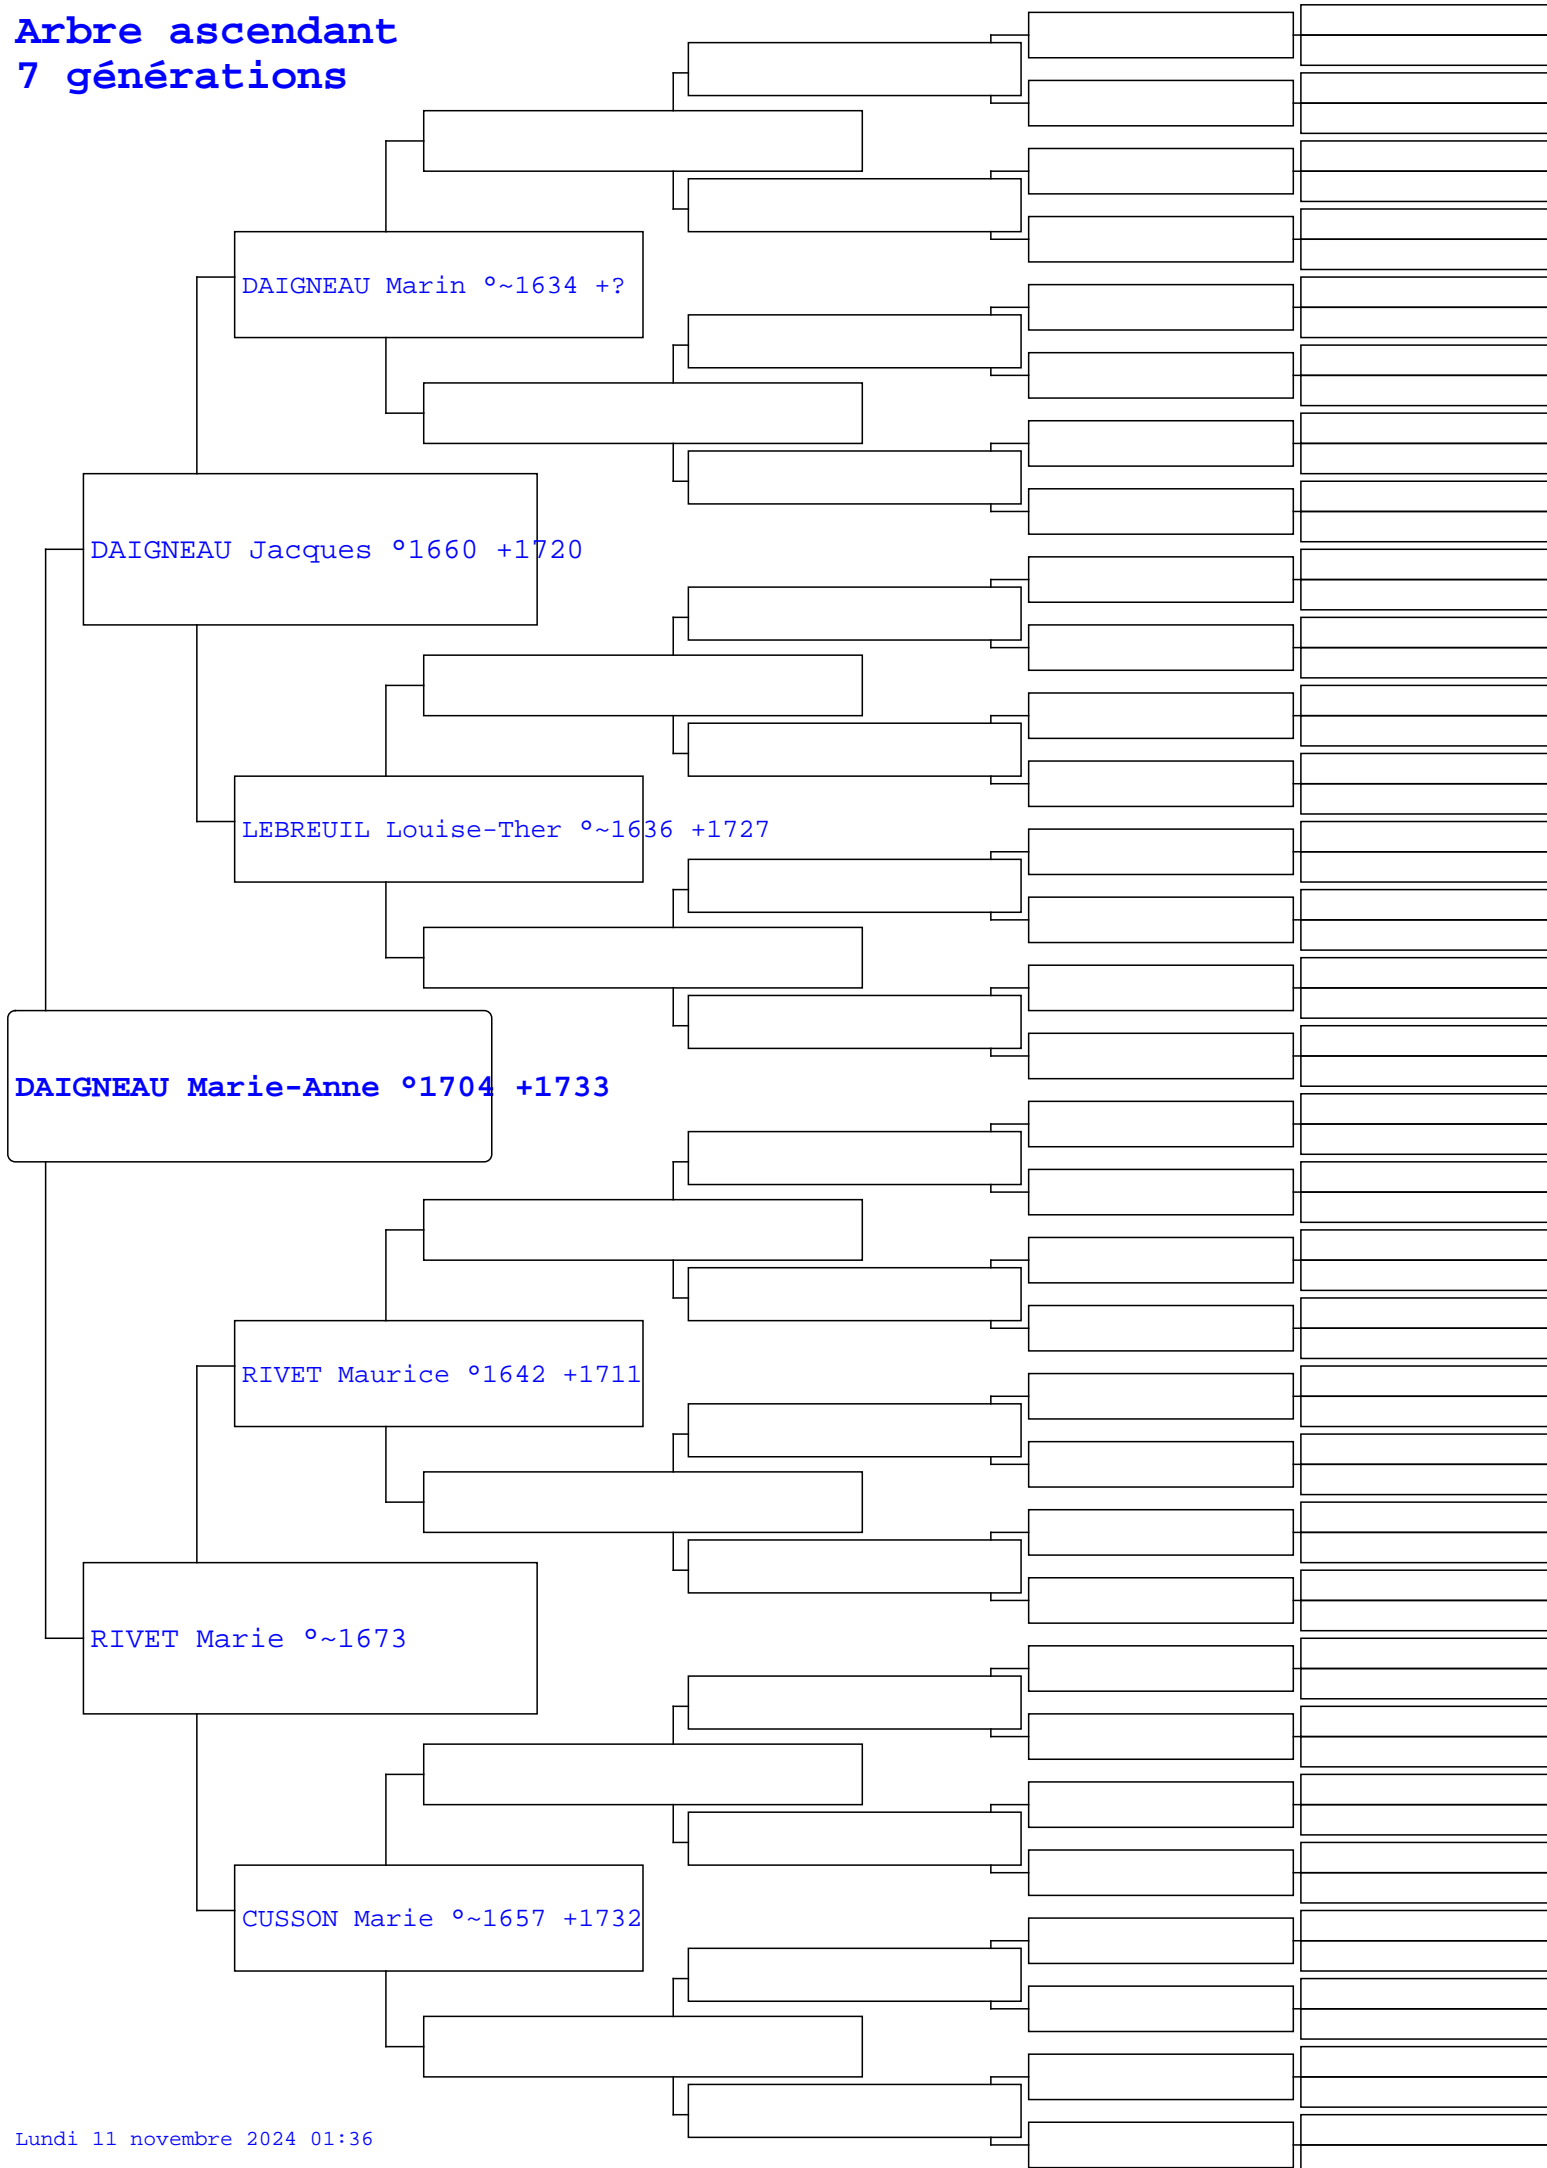 Arbre ascendant
7 générations
DAIGNEAU Marin °~1634 +?
DAIGNEAU Jacques °1660 +1720
LEBREUIL Louise-Ther °~1636 +1727
DAIGNEAU Marie-Anne °1704 +1733
RIVET Maurice °1642 +1711
RIVET Marie °~1673
CUSSON Marie °~1657 +1732
Lundi 11 novembre 2024 01:36